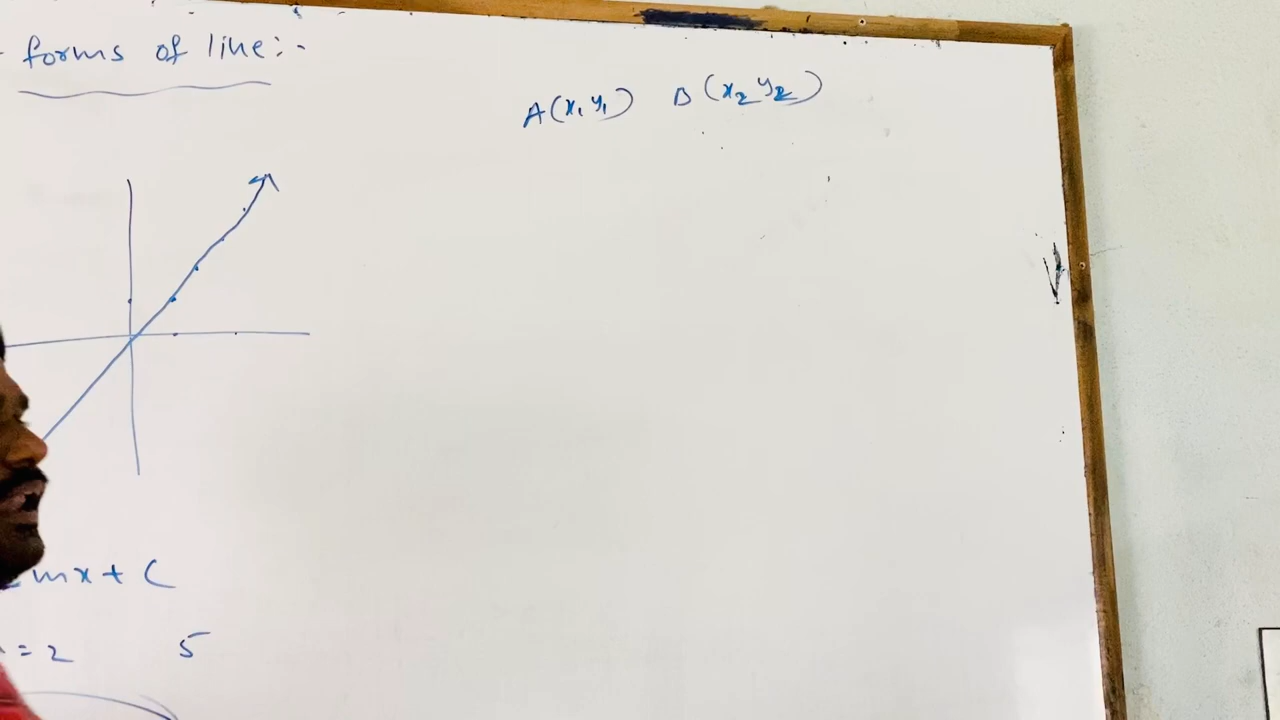 forms of line:-
A(x₁ y₁) B(x₂ y₂)
mx + c
= 2 5